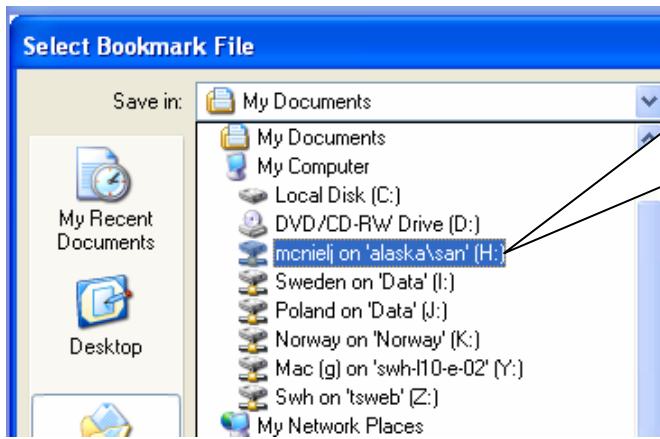 Select Bookmark File
Save in: My Documents
My Documents
My Computer
Local Disk (C:)
DVD/CD-RW Drive (D:)
mcnielj on 'alaska\san' (H:)
Sweden on 'Data' (I:)
Poland on 'Data' (J:)
Norway on 'Norway' (K:)
Mac (g) on 'swh-l10-e-02' (Y:)
Swh on 'tsweb' (Z:)
My Network Places
My Recent
Documents
Desktop